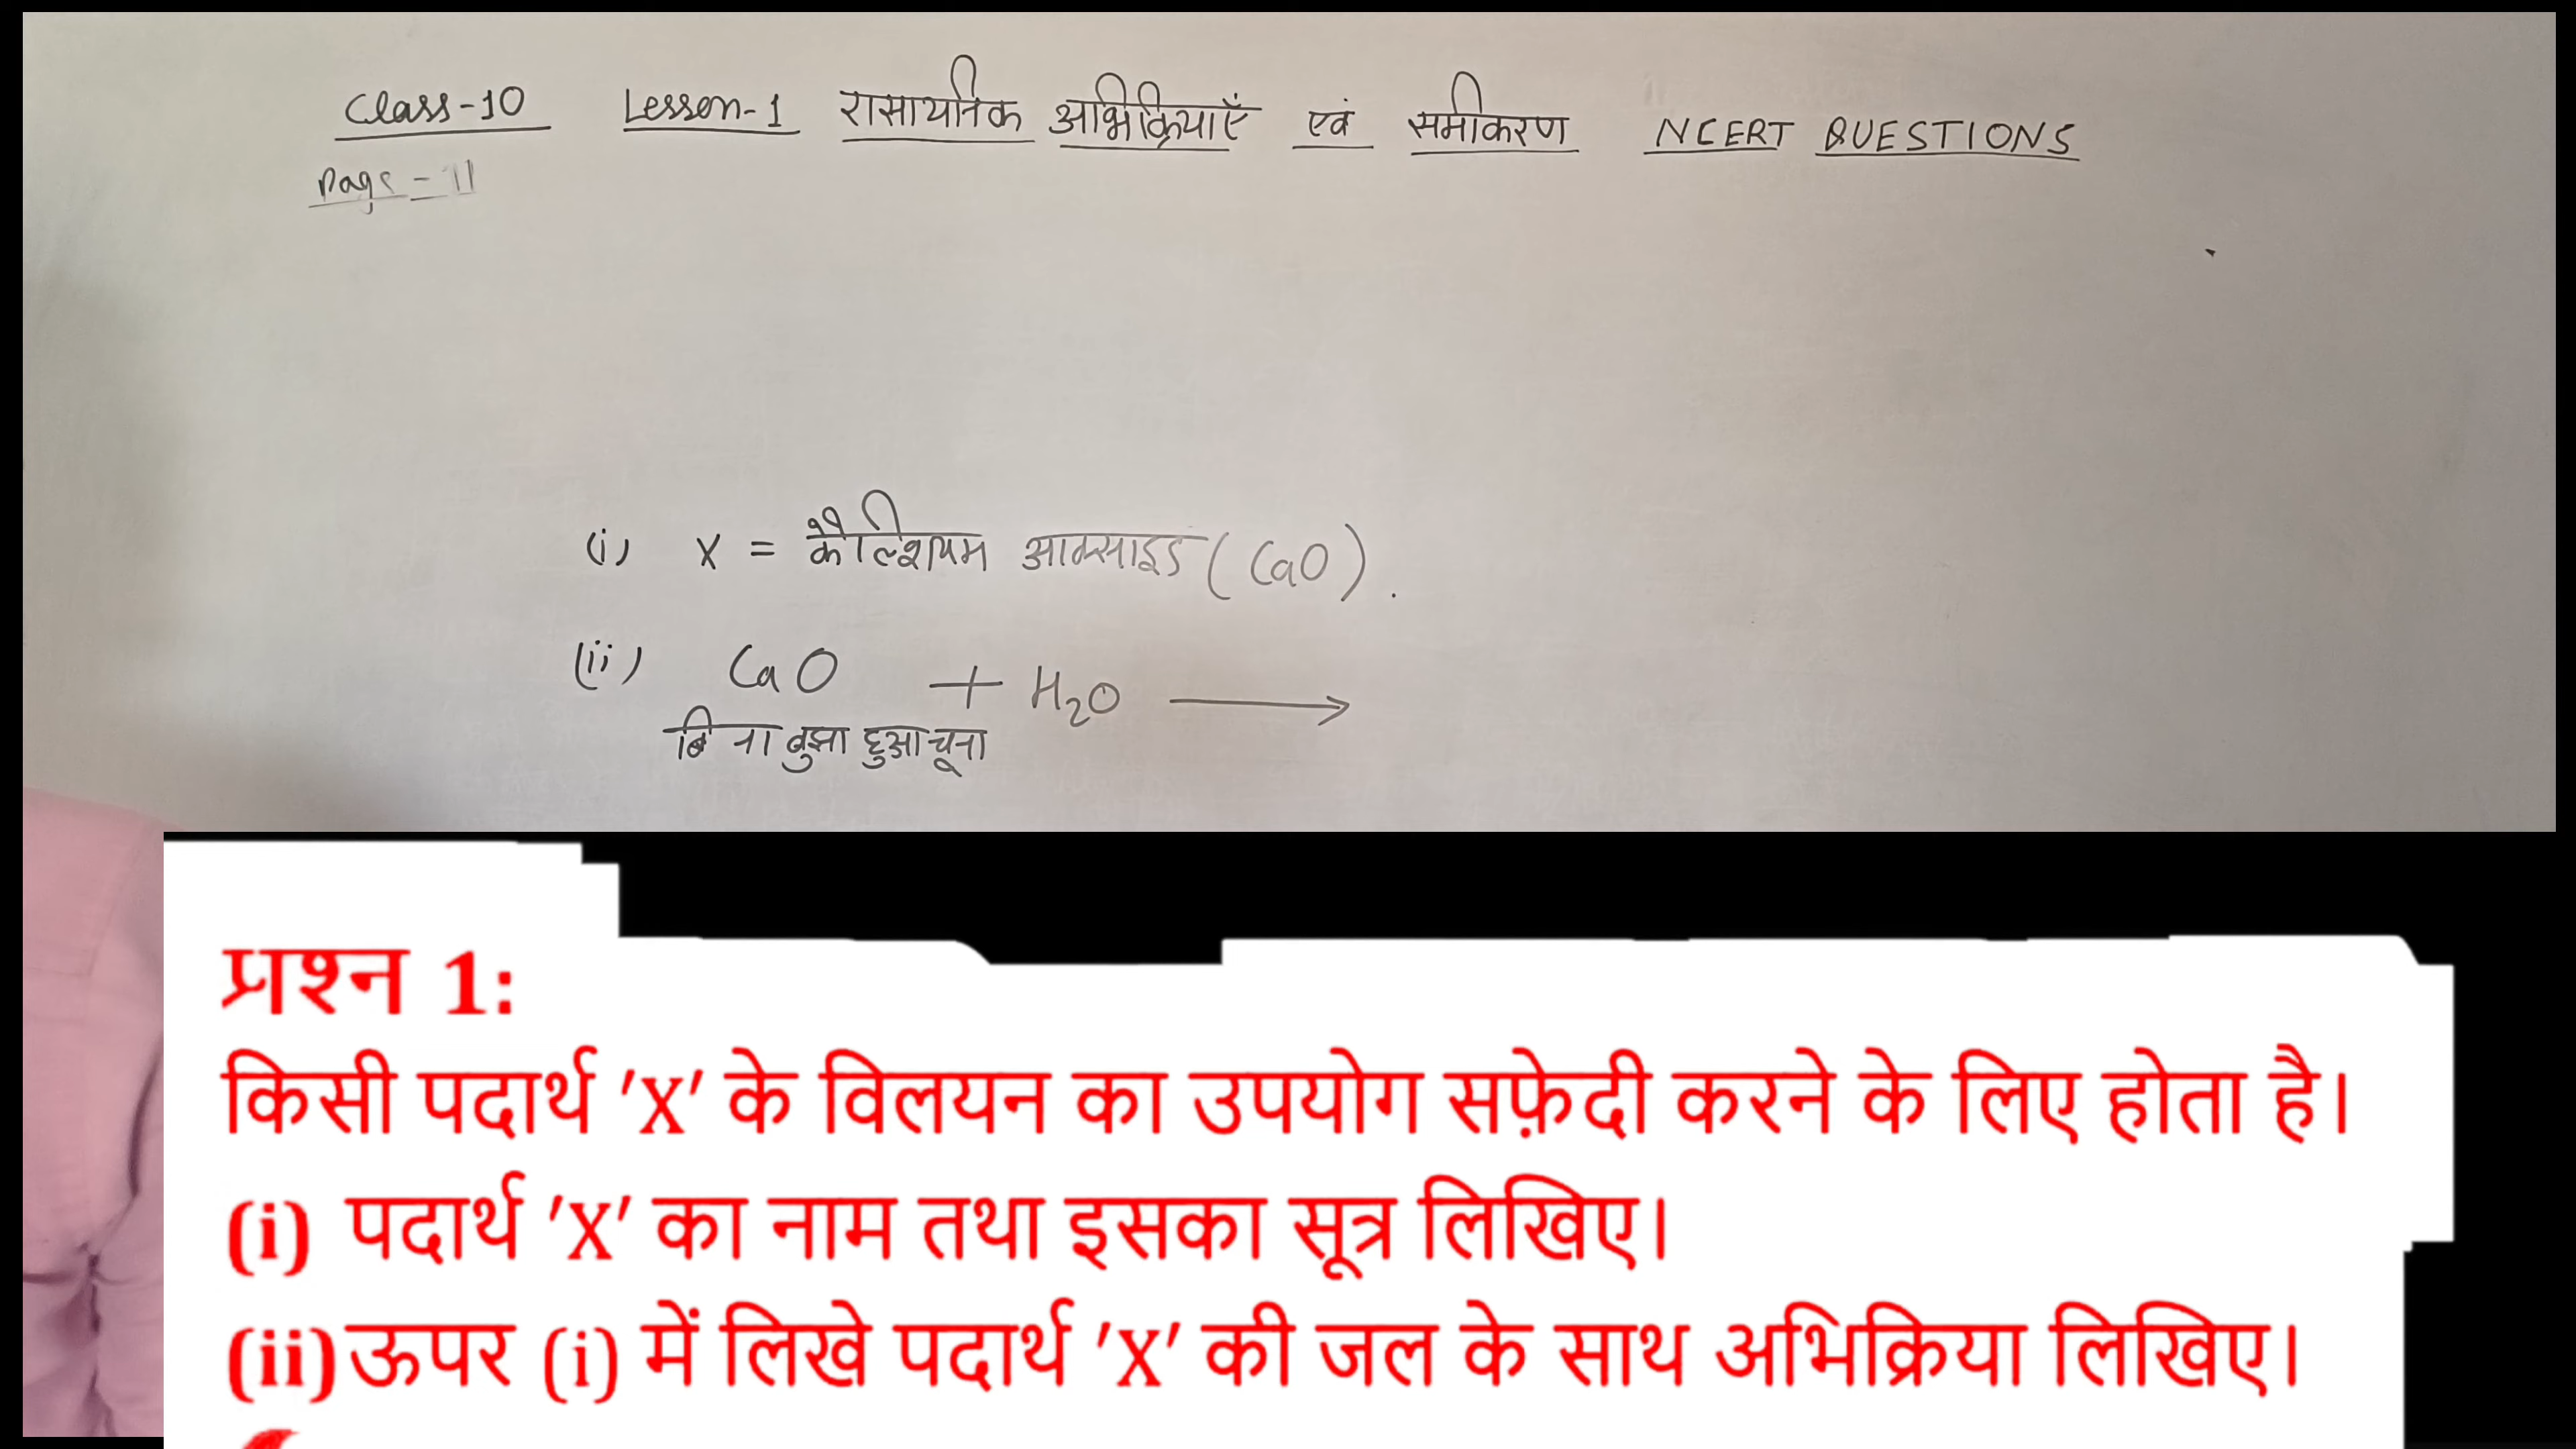 Class-10 Lesson-1 रासायनिक अभिक्रियाएँ एवं समीकरण NCERT QUESTIONS
Page - 11
(i) X = कैल्शियम आक्साइड (CaO).
(ii) CaO + H₂O ⟶
बिना बुझा हुआ चूना
प्रश्न 1:
किसी पदार्थ 'X' के विलयन का उपयोग सफ़ेदी करने के लिए होता है।
(i) पदार्थ 'X' का नाम तथा इसका सूत्र लिखिए।
(ii) ऊपर (i) में लिखे पदार्थ 'X' की जल के साथ अभिक्रिया लिखिए।